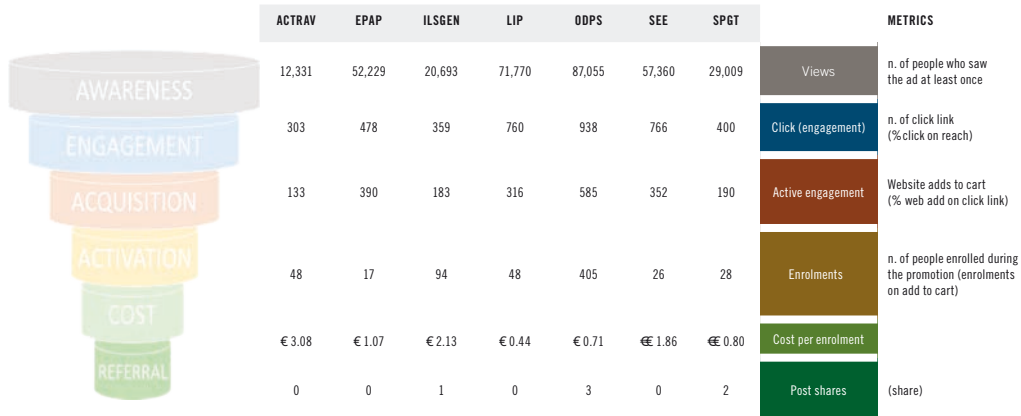 ACTRAV EPAP ILSGEN LIP ODPS SEE SPGT METRICS
AWARENESS
12,331 52,229 20,693 71,770 87,055 57,360 29,009 Views
n. of people who saw
the ad at least once
ENGAGEMENT
303 478 359 760 938 766 400 Click (engagement)
n. of click link
(%click on reach)
ACQUISITION
133 390 183 316 585 352 190 Active engagement
Website adds to cart
(% web add on click link)
ACTIVATION
48 17 94 48 405 26 28 Enrolments
n. of people enrolled during
the promotion (enrolments
on add to cart)
COST
€ 3.08 € 1.07 € 2.13 € 0.44 € 0.71 €€ 1.86 €€ 0.80 Cost per enrolment
REFERRAL
0 0 1 0 3 0 2 Post shares (share)